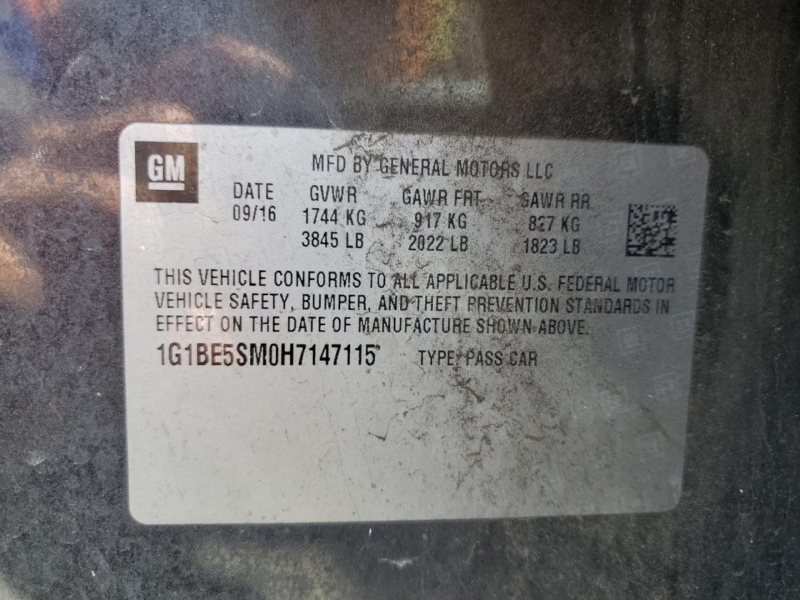 GM
MFD BY GENERAL MOTORS LLC
DATE GVWR GAWR FRT GAWR RR
09/16 1744 KG 917 KG 827 KG
3845 LB 2022 LB 1823 LB
THIS VEHICLE CONFORMS TO ALL APPLICABLE U.S. FEDERAL MOTOR
VEHICLE SAFETY, BUMPER, AND THEFT PREVENTION STANDARDS IN
EFFECT ON THE DATE OF MANUFACTURE SHOWN ABOVE.
1G1BE5SM0H7147115* TYPE: PASS CAR